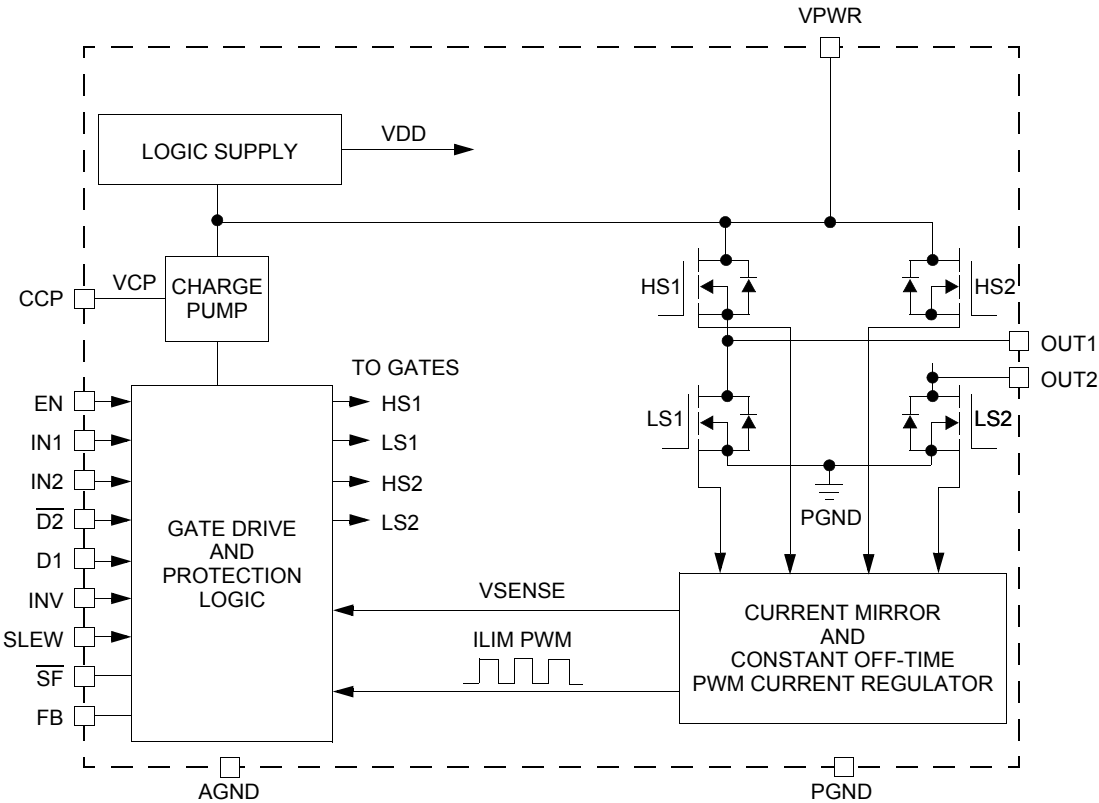 VPWR
LOGIC SUPPLY
VDD
CCP
VCP
CHARGE
PUMP
HS1
HS2
OUT1
OUT2
TO GATES
EN
IN1
IN2
D2
D1
INV
SLEW
SF
FB
HS1
LS1
HS2
LS2
LS1
LS2
PGND
GATE DRIVE
AND
PROTECTION
LOGIC
VSENSE
ILIM PWM
CURRENT MIRROR
AND
CONSTANT OFF-TIME
PWM CURRENT REGULATOR
AGND
PGND